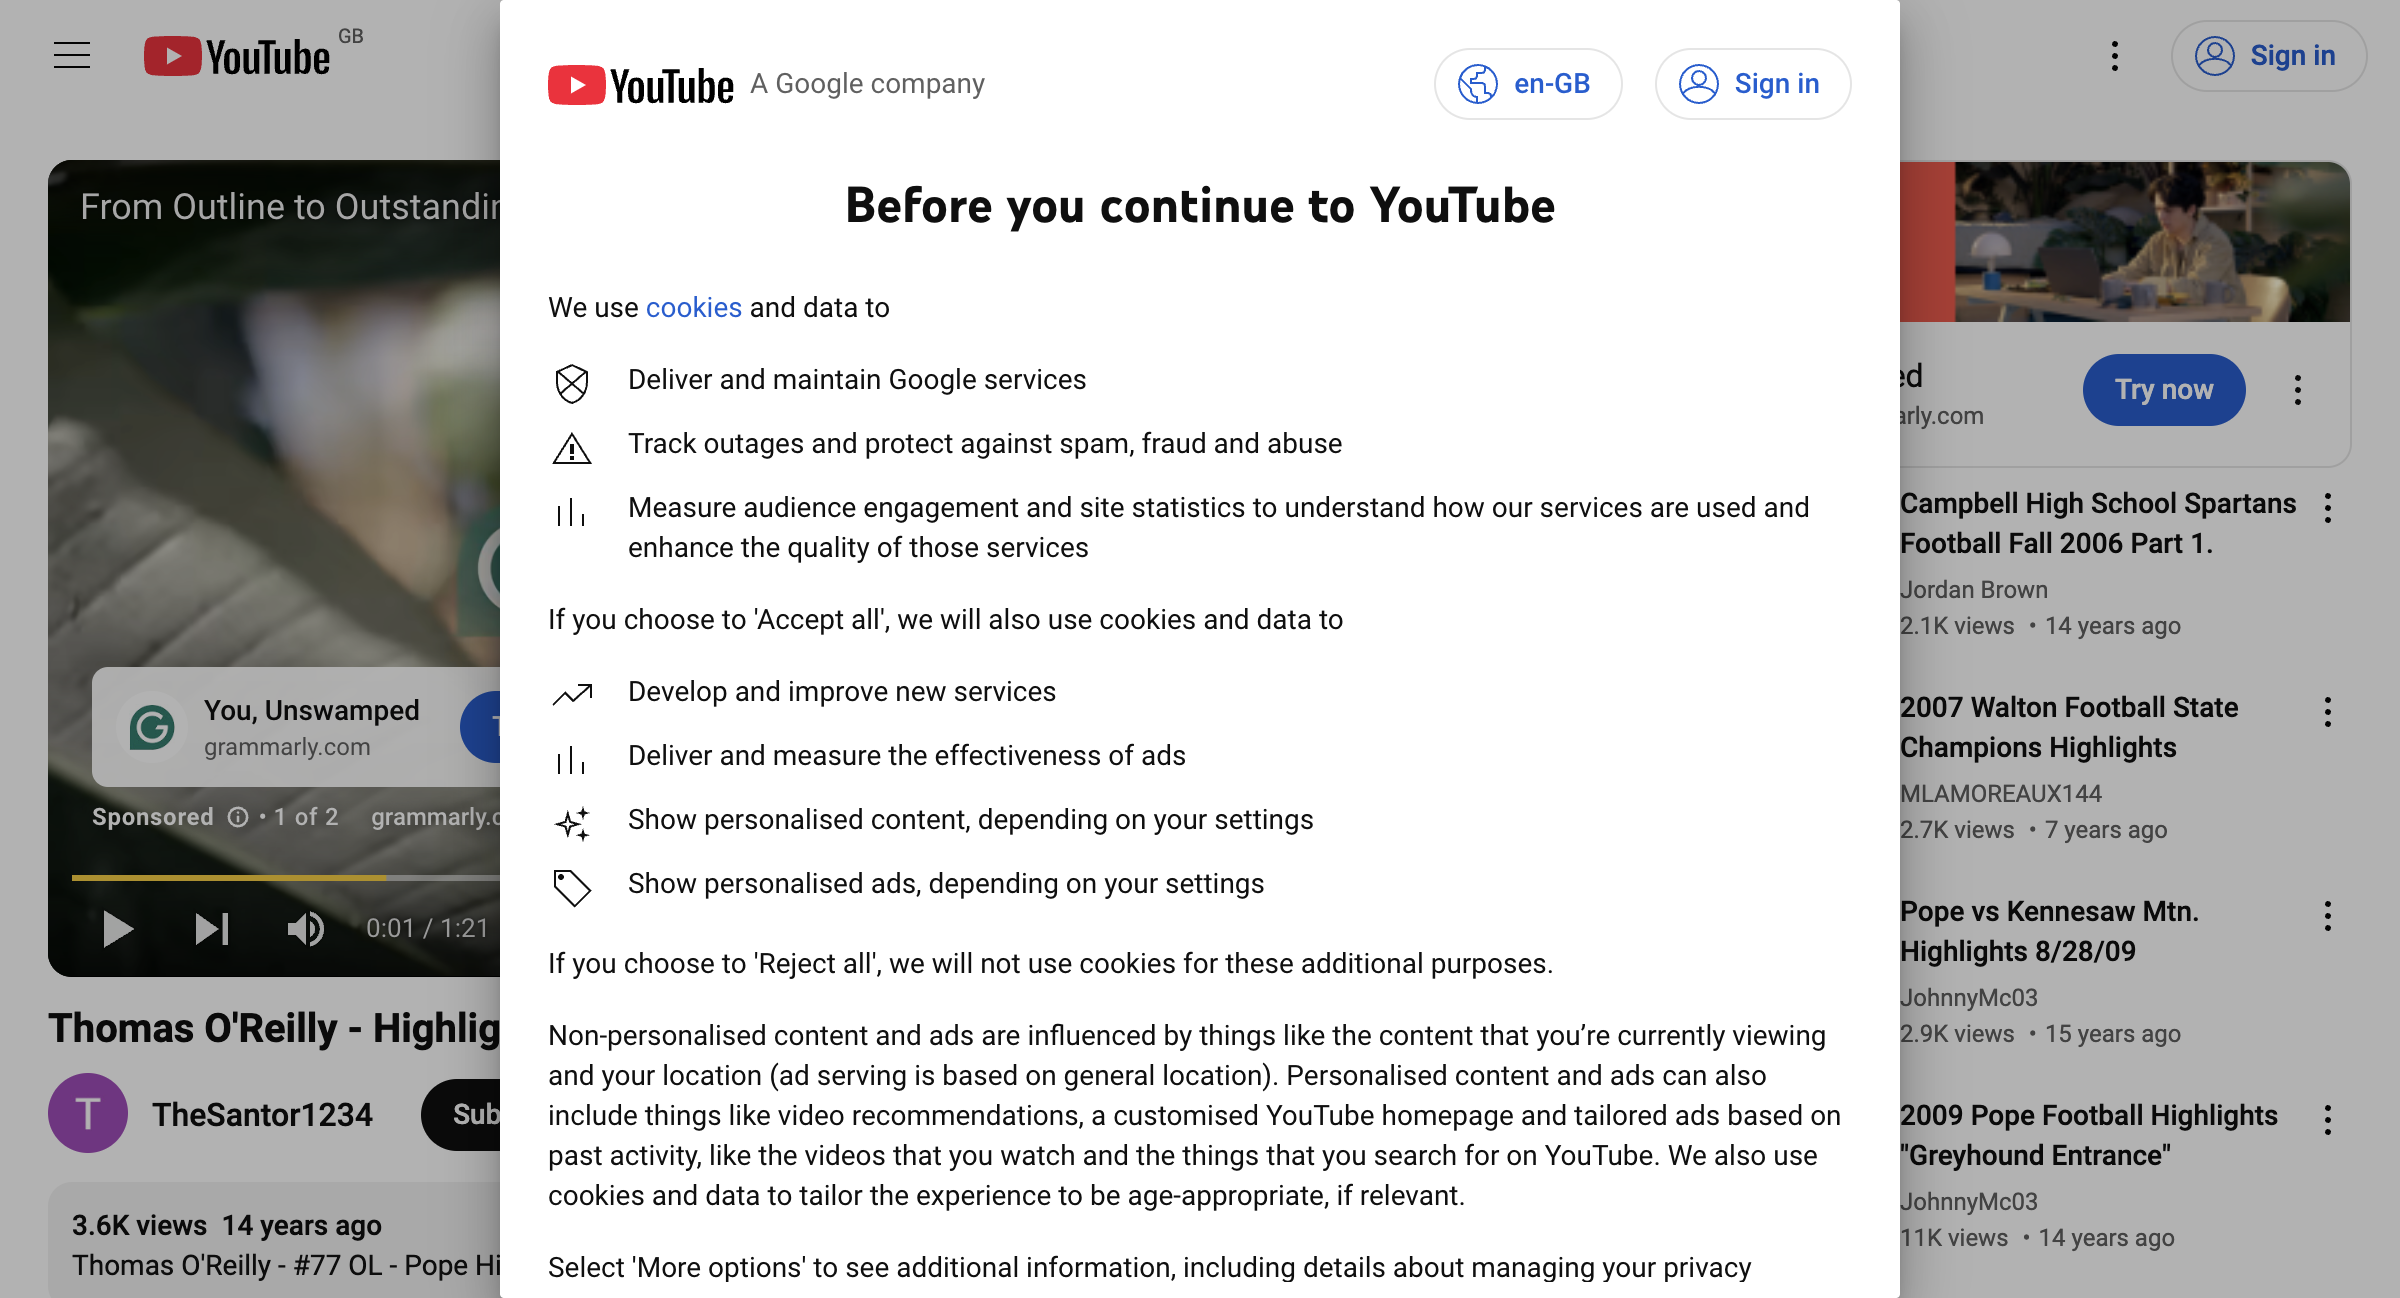 YouTube GB
Sign in
From Outline to Outstandin
You, Unswamped
grammarly.com
Sponsored • 1 of 2 grammarly.c
0:01 / 1:21
Thomas O'Reilly - Highlig
T
TheSantor1234
Sub
3.6K views 14 years ago
Thomas O'Reilly - #77 OL - Pope Hi
YouTube A Google company
en-GB
Sign in
Before you continue to YouTube
We use cookies and data to
Deliver and maintain Google services
Track outages and protect against spam, fraud and abuse
Measure audience engagement and site statistics to understand how our services are used and
enhance the quality of those services
If you choose to 'Accept all', we will also use cookies and data to
Develop and improve new services
Deliver and measure the effectiveness of ads
Show personalised content, depending on your settings
Show personalised ads, depending on your settings
If you choose to 'Reject all', we will not use cookies for these additional purposes.
Non-personalised content and ads are influenced by things like the content that you’re currently viewing
and your location (ad serving is based on general location). Personalised content and ads can also
include things like video recommendations, a customised YouTube homepage and tailored ads based on
past activity, like the videos that you watch and the things that you search for on YouTube. We also use
cookies and data to tailor the experience to be age-appropriate, if relevant.
Select 'More options' to see additional information, including details about managing your privacy
ed
arly.com
Try now
Campbell High School Spartans
Football Fall 2006 Part 1.
Jordan Brown
2.1K views • 14 years ago
2007 Walton Football State
Champions Highlights
MLAMOREAUX144
2.7K views • 7 years ago
Pope vs Kennesaw Mtn.
Highlights 8/28/09
JohnnyMc03
2.9K views • 15 years ago
2009 Pope Football Highlights
"Greyhound Entrance"
JohnnyMc03
11K views • 14 years ago